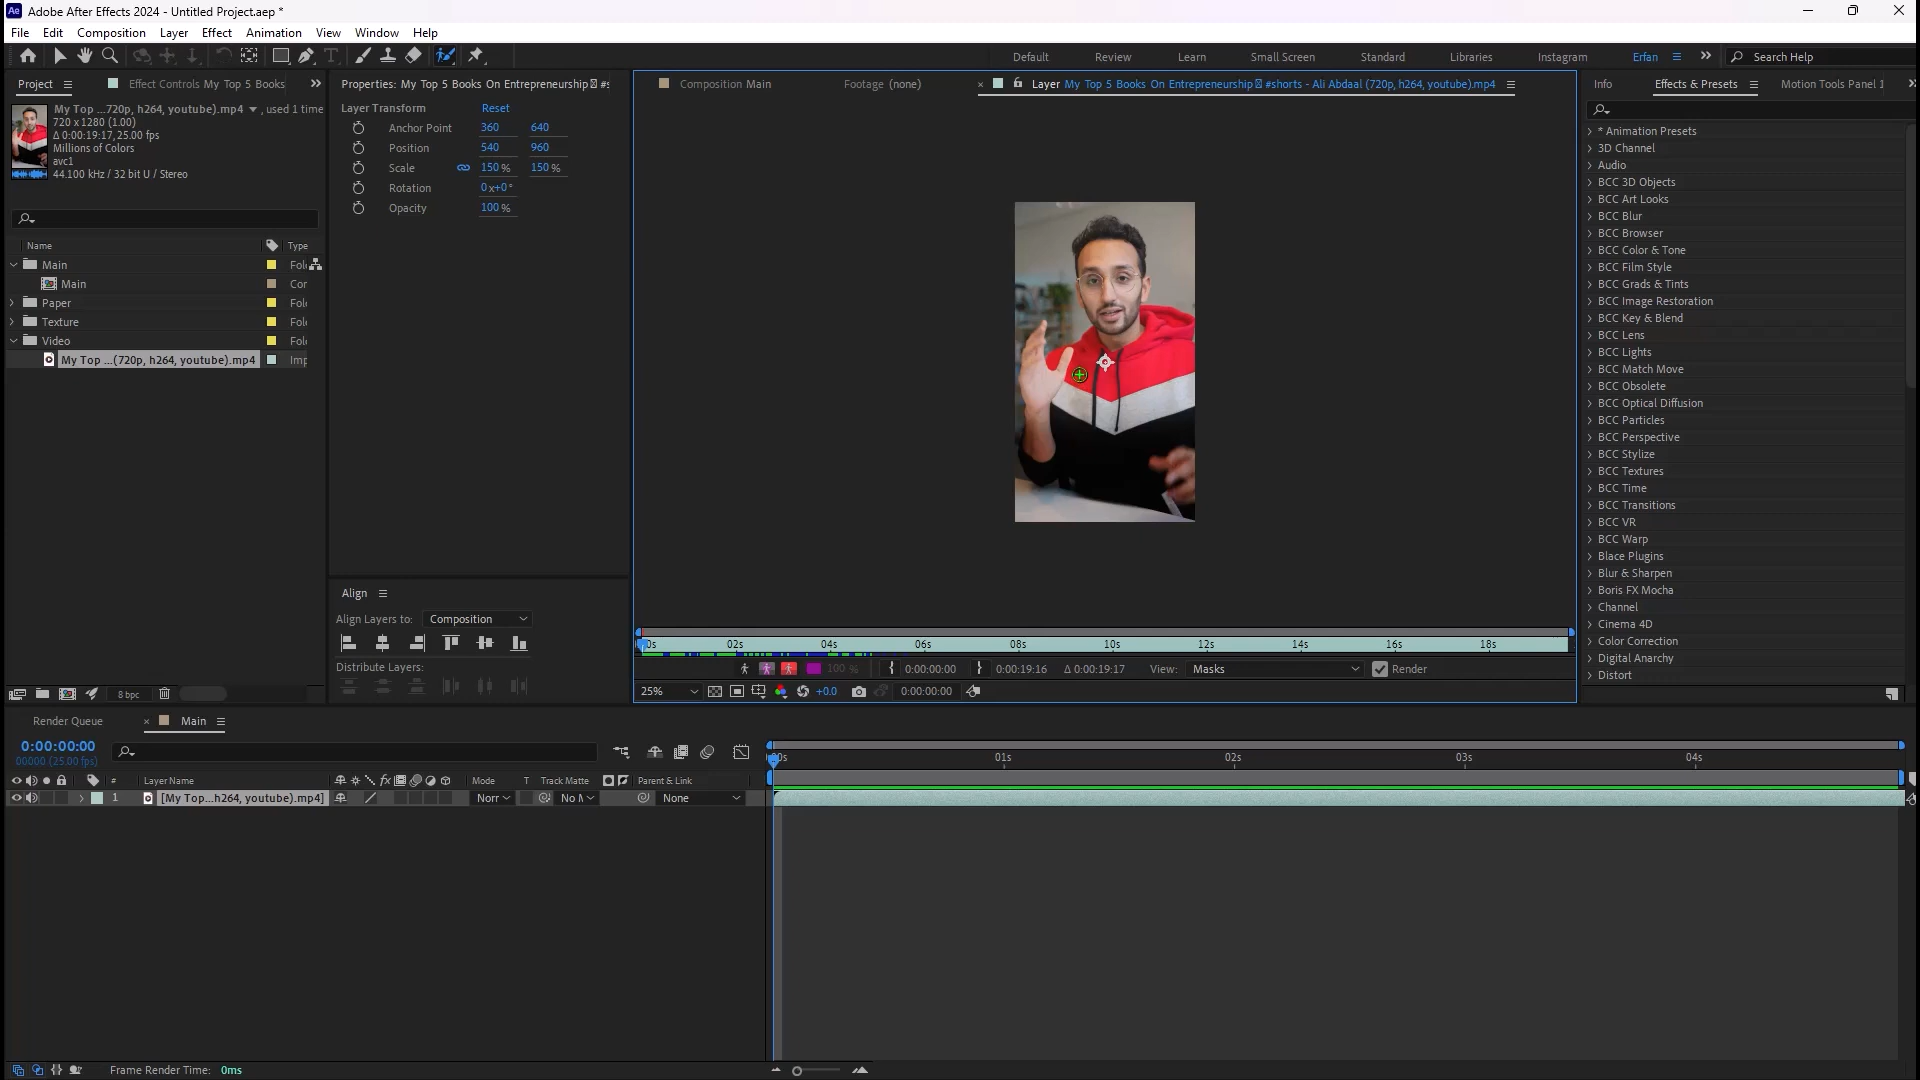 Adobe After Effects 2024 - Untitled Project.aep *
File Edit Composition Layer Effect Animation View Window Help
Default Review Learn Small Screen Standard Libraries Instagram Erfan Search Help
Project Effect Controls My Top 5 Books
My Top ...720p, h264, youtube).mp4 , used 1 time
720 x 1280 (1.00)
Δ 0:00:19:17, 25.00 fps
Millions of Colors
avc1
44.100 kHz / 32 bit U / Stereo
Name Type
Main Fol
Main Cor
Paper Fol
Texture Fol
Video Fol
My Top ...(720p, h264, youtube).mp4 Imp
8 bpc
Properties: My Top 5 Books On Entrepreneurship #s
Layer Transform Reset
Anchor Point 360 640
Position 540 960
Scale 150 % 150 %
Rotation 0x+0°
Opacity 100 %
Align
Align Layers to: Composition
Distribute Layers:
Composition Main Footage (none) Layer My Top 5 Books On Entrepreneurship #shorts - Ali Abdaal (720p, h264, youtube).mp4
02s 04s 06s 08s 10s 12s 14s 16s 18s
100 % 0:00:00:00 0:00:19:16 Δ 0:00:19:17 View: Masks Render
25% +0.0 0:00:00:00
Info Effects & Presets Motion Tools Panel 1
* Animation Presets
3D Channel
Audio
BCC 3D Objects
BCC Art Looks
BCC Blur
BCC Browser
BCC Color & Tone
BCC Film Style
BCC Grads & Tints
BCC Image Restoration
BCC Key & Blend
BCC Lens
BCC Lights
BCC Match Move
BCC Obsolete
BCC Optical Diffusion
BCC Particles
BCC Perspective
BCC Stylize
BCC Textures
BCC Time
BCC Transitions
BCC VR
BCC Warp
Blace Plugins
Blur & Sharpen
Boris FX Mocha
Channel
Cinema 4D
Color Correction
Digital Anarchy
Distort
Render Queue Main
0:00:00:00
00000 (25.00 fps)
# Layer Name Mode T Track Matte Parent & Link
1 [My Top...h264, youtube).mp4] Norr No M None
01s 02s 03s 04s
Frame Render Time: 0ms